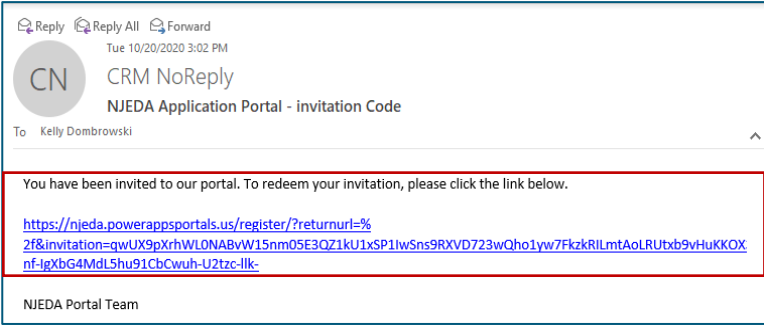 Reply Reply All Forward
Tue 10/20/2020 3:02 PM
CN
CRM NoReply
NJEDA Application Portal - invitation Code
To Kelly Dombrowski
You have been invited to our portal. To redeem your invitation, please click the link below.
https://njeda.powerappsportals.us/register/?returnurl=%
2f&invitation=qwUX9pXrhWL0NABvW15nm05E3QZ1kU1xSP1IwSns9RXVD723wQho1yw7FkzkRILmtAoLRUtxb9vHuKKOX
nf-IgXbG4MdL5hu91CbCwuh-U2tzc-llk-
NJEDA Portal Team